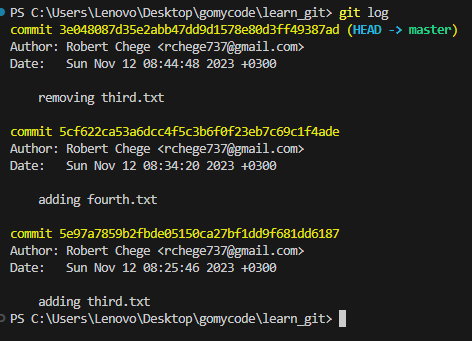 PS C:\Users\Lenovo\Desktop\gomycode\learn_git> git log
commit 3e048087d35e2abb47dd9d1578e80d3ff49387ad (HEAD -> master)
Author: Robert Chege <rchege737@gmail.com>
Date:   Sun Nov 12 08:44:48 2023 +0300
    removing third.txt
commit 5cf622ca53a6dcc4f5c3b6f0f23eb7c69c1f4ade
Author: Robert Chege <rchege737@gmail.com>
Date:   Sun Nov 12 08:34:20 2023 +0300
    adding fourth.txt
commit 5e97a7859b2fbde05150ca27bf1dd9f681dd6187
Author: Robert Chege <rchege737@gmail.com>
Date:   Sun Nov 12 08:25:46 2023 +0300
    adding third.txt
PS C:\Users\Lenovo\Desktop\gomycode\learn_git>